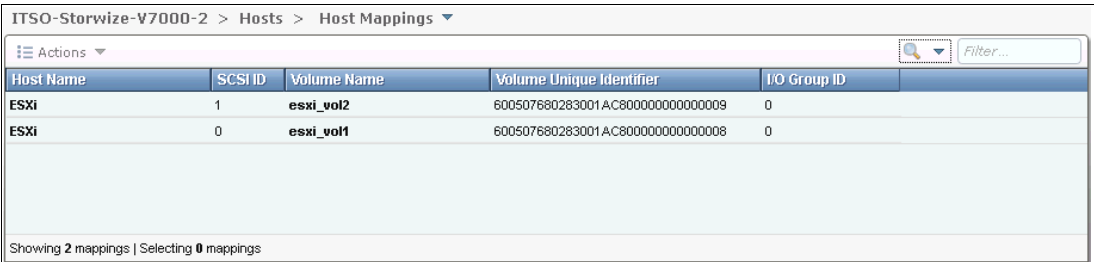 ITSO-Storwize-V7000-2 > Hosts > Host Mappings
Actions Filter...
Host Name SCSI ID Volume Name Volume Unique Identifier I/O Group ID
ESXi 1 esxi_vol2 600507680283001AC800000000000009 0
ESXi 0 esxi_vol1 600507680283001AC800000000000008 0
Showing 2 mappings | Selecting 0 mappings